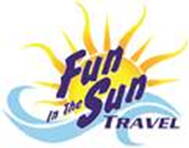 Fun
In The
Sun
TRAVEL